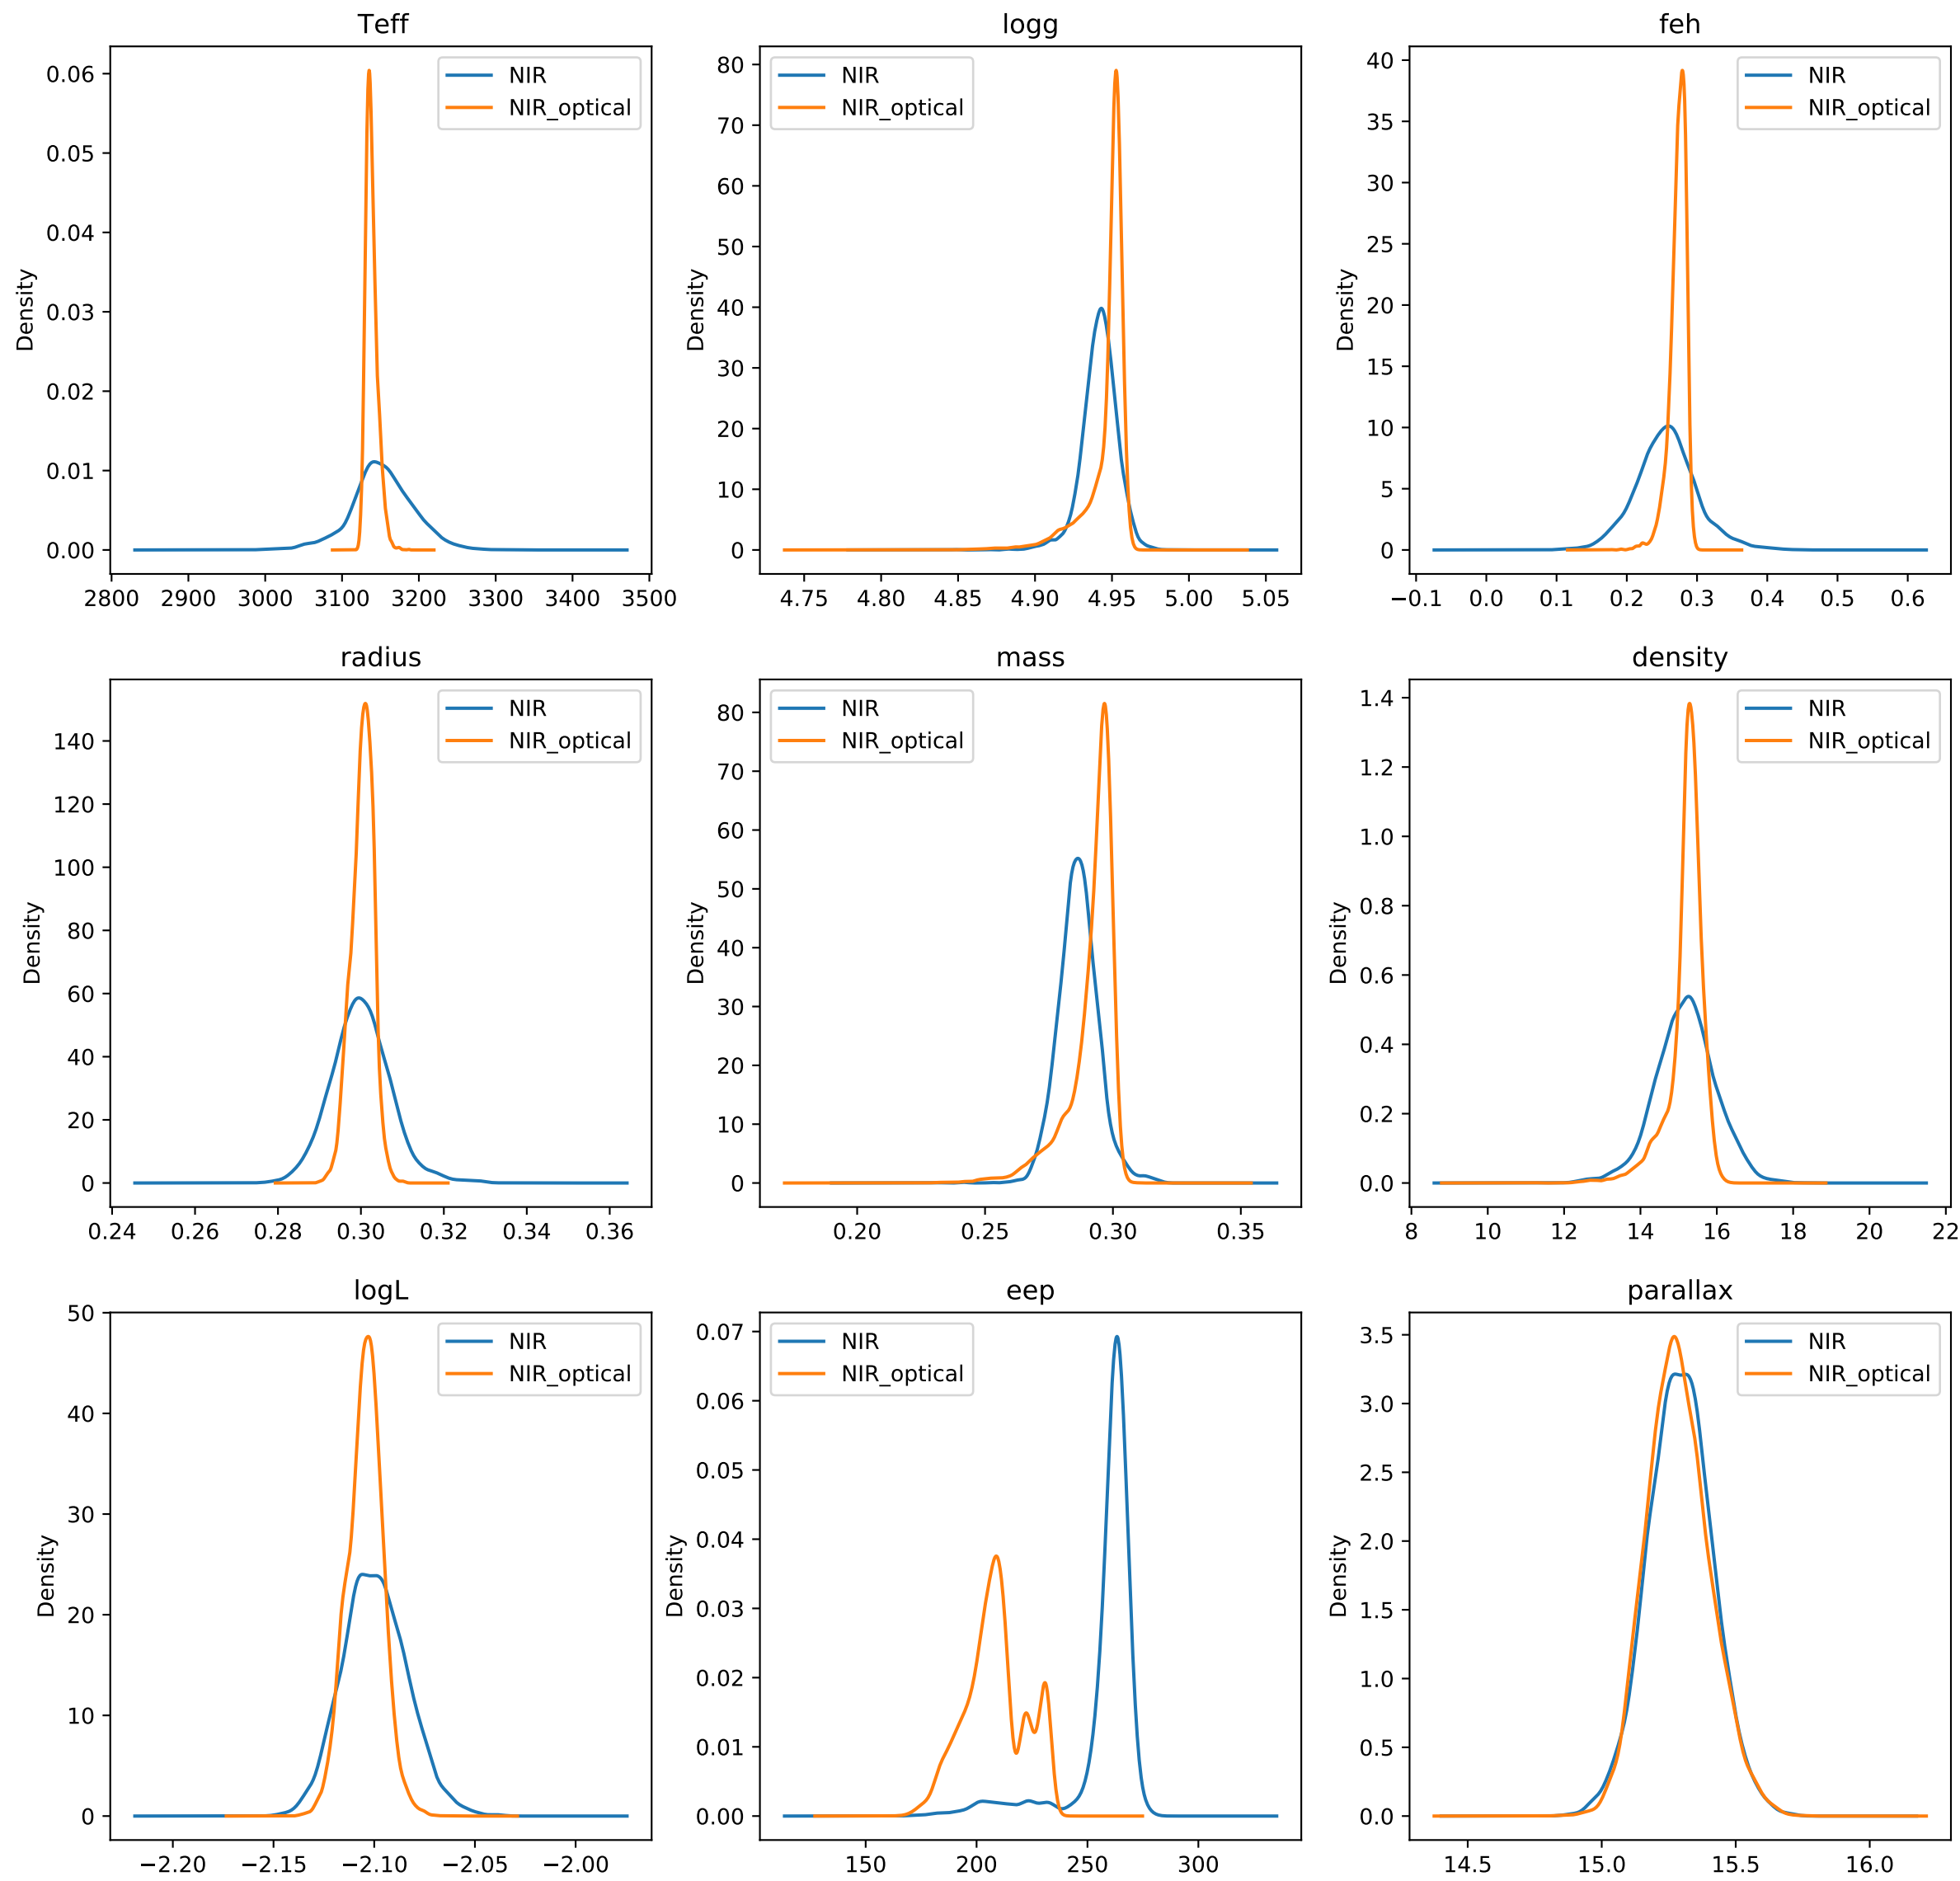 Teff
NIR
NIR_optical
Density
0.06
0.05
0.04
0.03
0.02
0.01
0.00
2800 2900 3000 3100 3200 3300 3400 3500
logg
NIR
NIR_optical
Density
80
70
60
50
40
30
20
10
0
4.75 4.80 4.85 4.90 4.95 5.00 5.05
feh
NIR
NIR_optical
Density
40
35
30
25
20
15
10
5
0
−0.1 0.0 0.1 0.2 0.3 0.4 0.5 0.6
radius
NIR
NIR_optical
Density
140
120
100
80
60
40
20
0
0.24 0.26 0.28 0.30 0.32 0.34 0.36
mass
NIR
NIR_optical
Density
80
70
60
50
40
30
20
10
0
0.20 0.25 0.30 0.35
density
NIR
NIR_optical
Density
1.4
1.2
1.0
0.8
0.6
0.4
0.2
0.0
8 10 12 14 16 18 20 22
logL
NIR
NIR_optical
Density
50
40
30
20
10
0
−2.20 −2.15 −2.10 −2.05 −2.00
eep
NIR
NIR_optical
Density
0.07
0.06
0.05
0.04
0.03
0.02
0.01
0.00
150 200 250 300
parallax
NIR
NIR_optical
Density
3.5
3.0
2.5
2.0
1.5
1.0
0.5
0.0
14.5 15.0 15.5 16.0